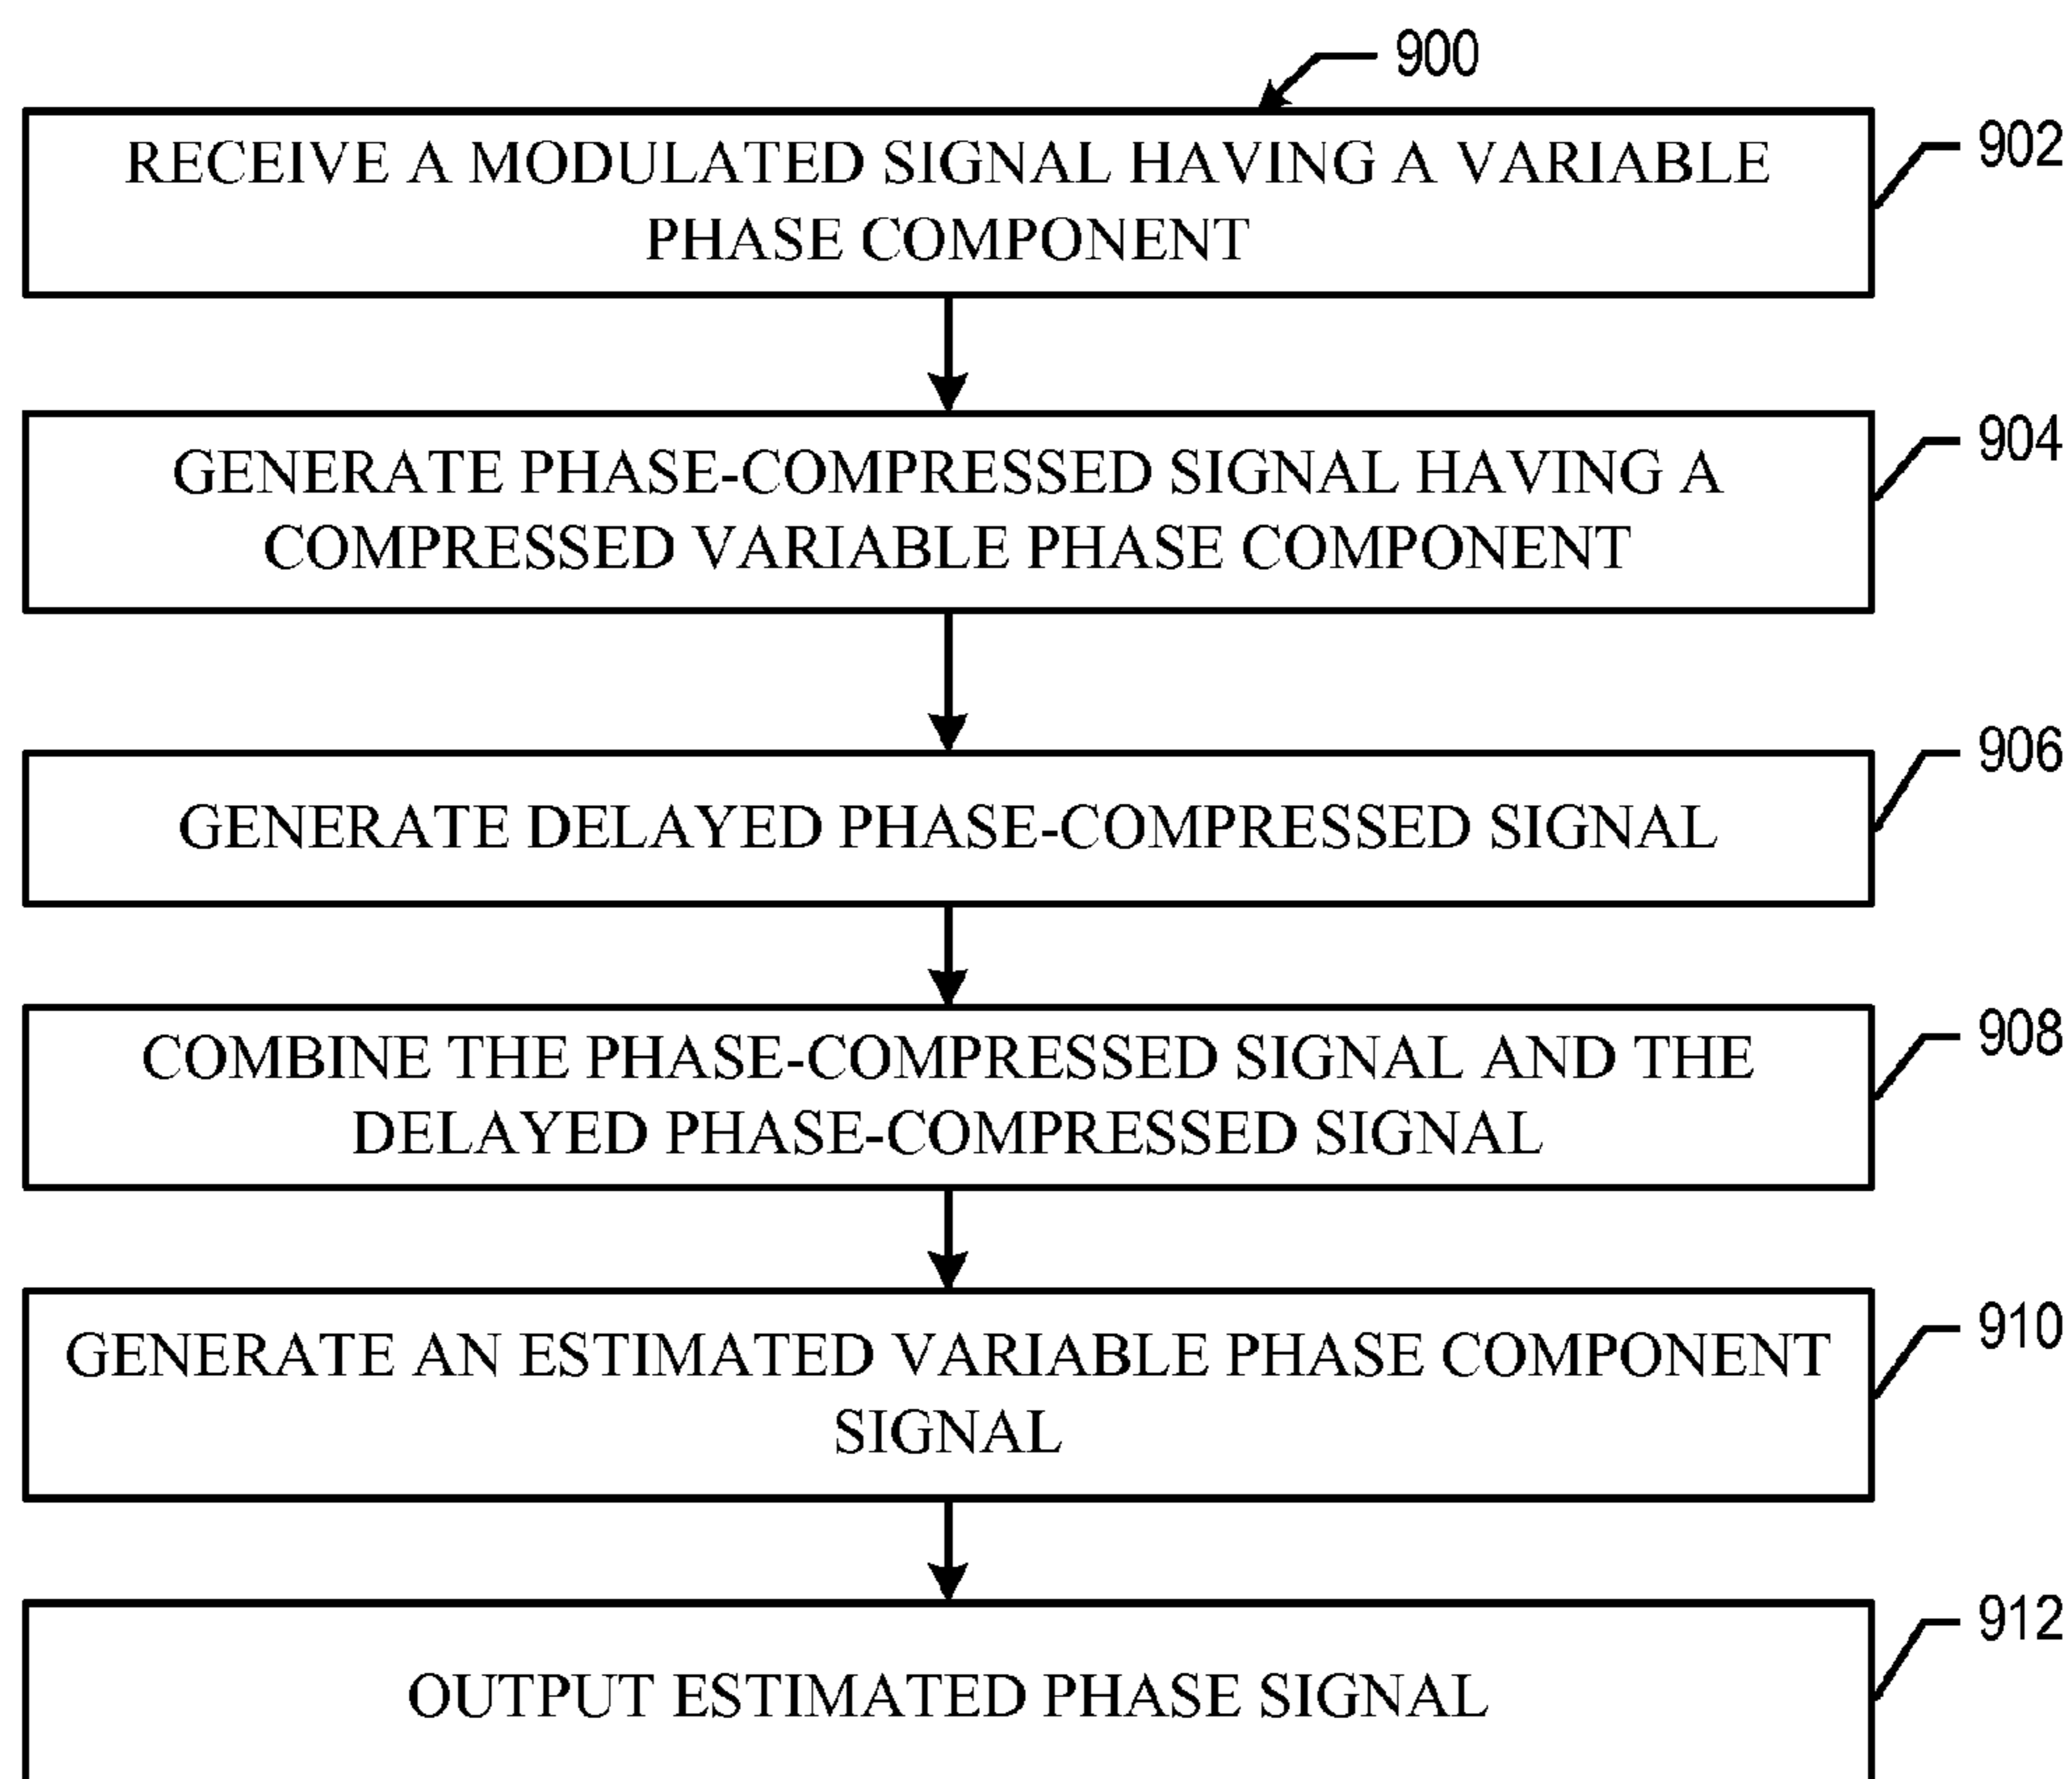 900
RECEIVE A MODULATED SIGNAL HAVING A VARIABLE
PHASE COMPONENT
902
GENERATE PHASE-COMPRESSED SIGNAL HAVING A
COMPRESSED VARIABLE PHASE COMPONENT
904
GENERATE DELAYED PHASE-COMPRESSED SIGNAL
906
COMBINE THE PHASE-COMPRESSED SIGNAL AND THE
DELAYED PHASE-COMPRESSED SIGNAL
908
GENERATE AN ESTIMATED VARIABLE PHASE COMPONENT
SIGNAL
910
OUTPUT ESTIMATED PHASE SIGNAL
912